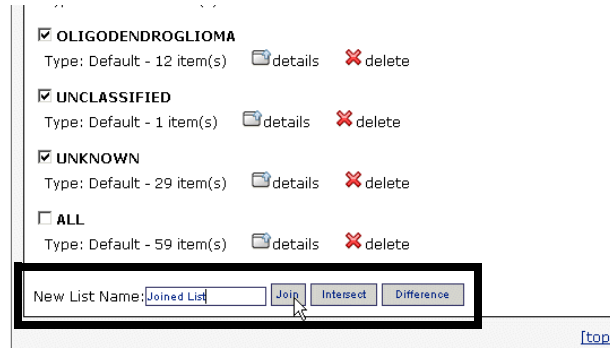 OLIGODENDROGLIOMA
Type: Default - 12 item(s) details delete
UNCLASSIFIED
Type: Default - 1 item(s) details delete
UNKNOWN
Type: Default - 29 item(s) details delete
ALL
Type: Default - 59 item(s) details delete
New List Name: Joined List Join Intersect Difference
[top